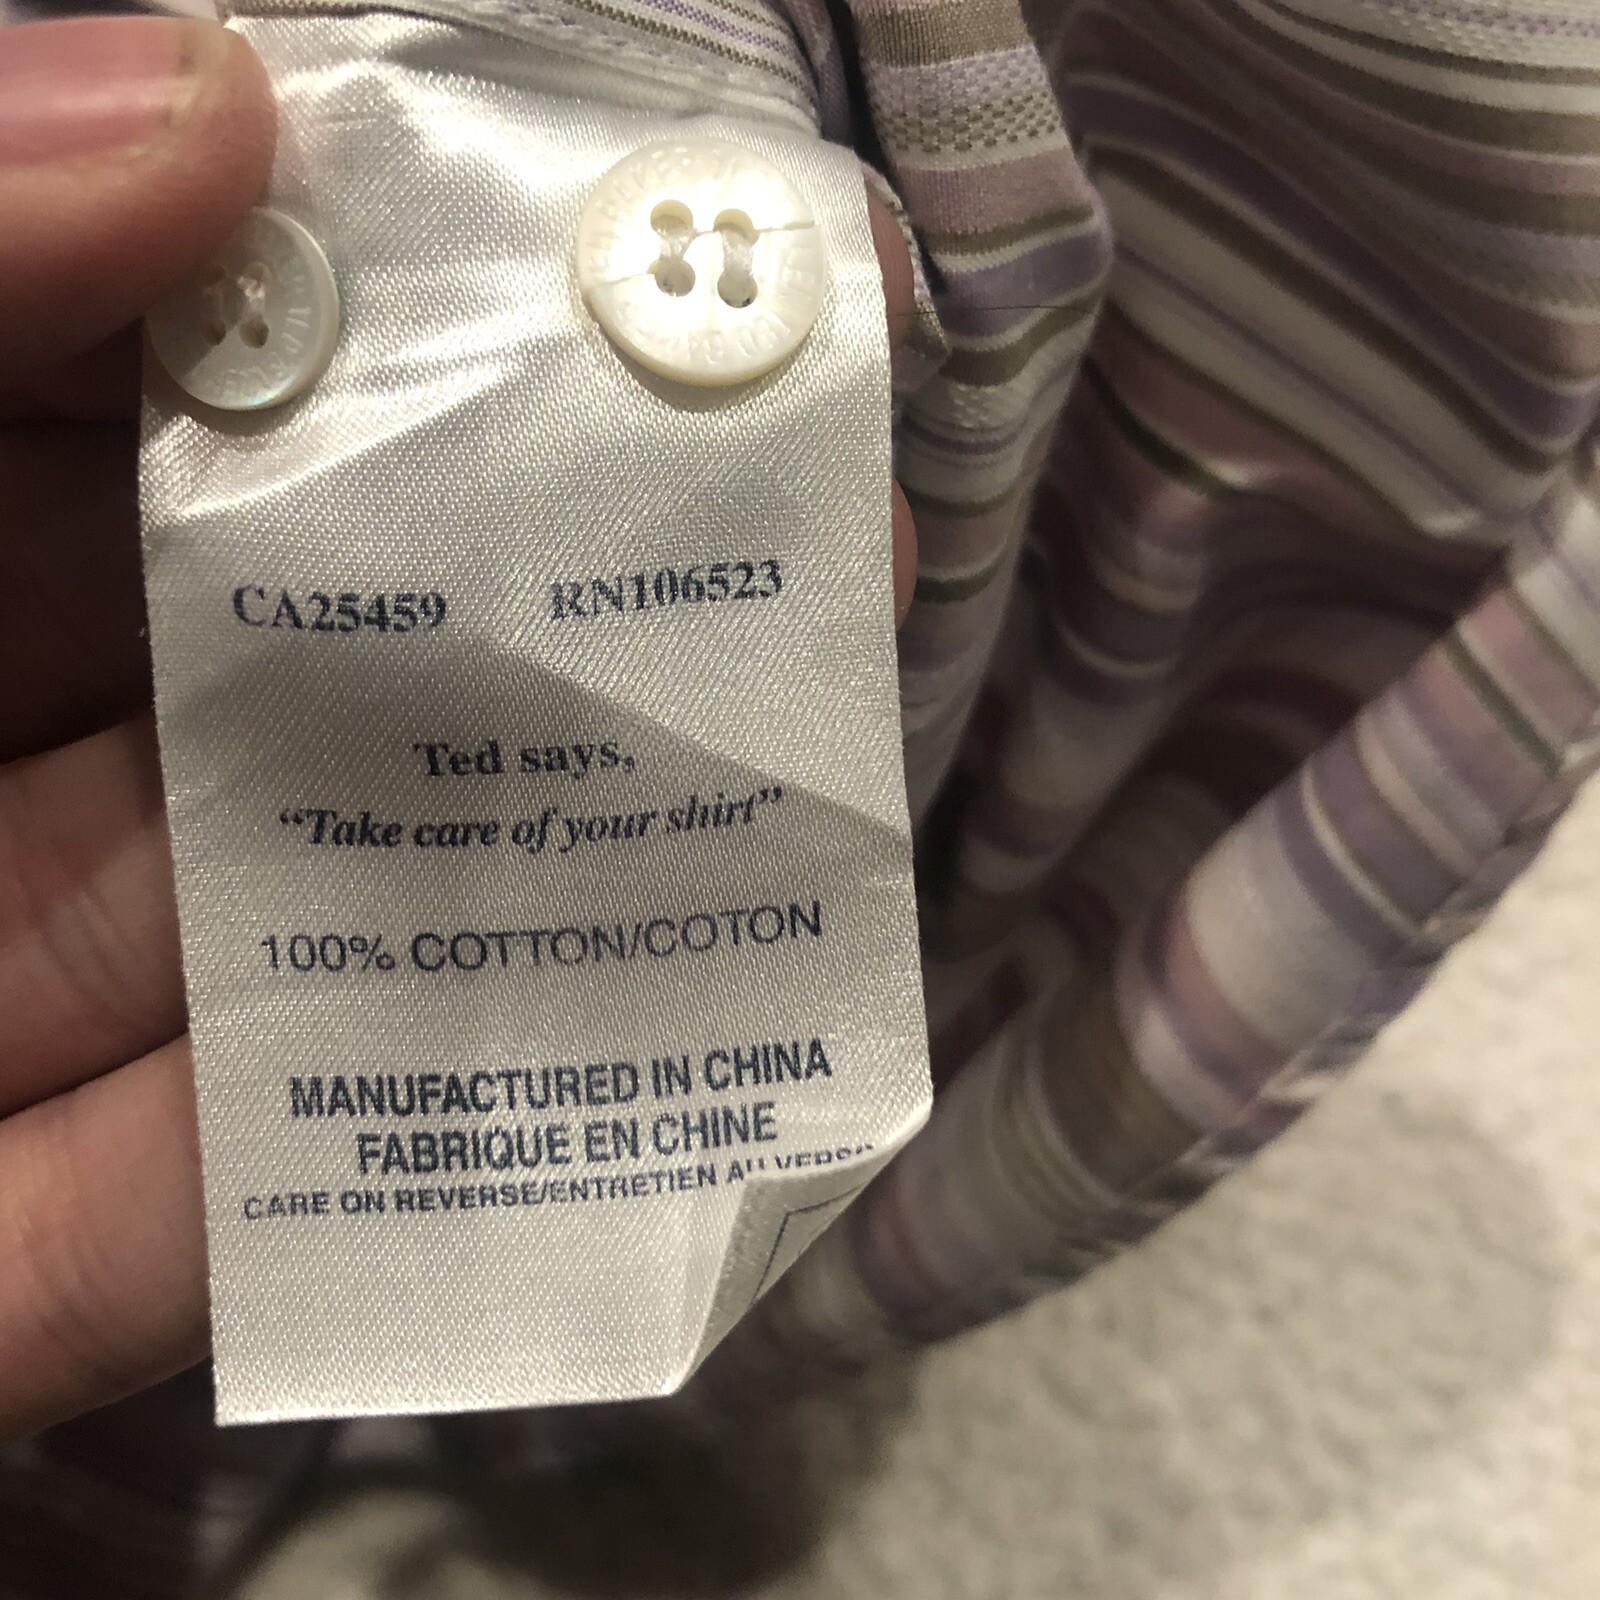 CA25459 RN106523
Ted says,
“Take care of your shirt”
100% COTTON/COTON
MANUFACTURED IN CHINA
FABRIQUE EN CHINE
CARE ON REVERSE/ENTRETIEN AU VERSO